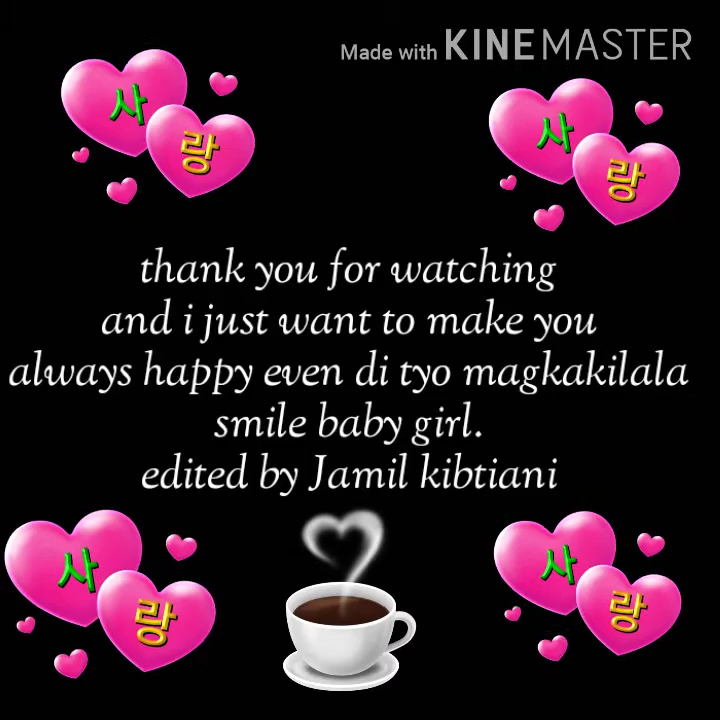 Made with KINEMASTER
사
랑
사
랑
thank you for watching
and i just want to make you
always happy even di tyo magkakilala
smile baby girl.
edited by Jamil kibtiani
사
랑
사
랑